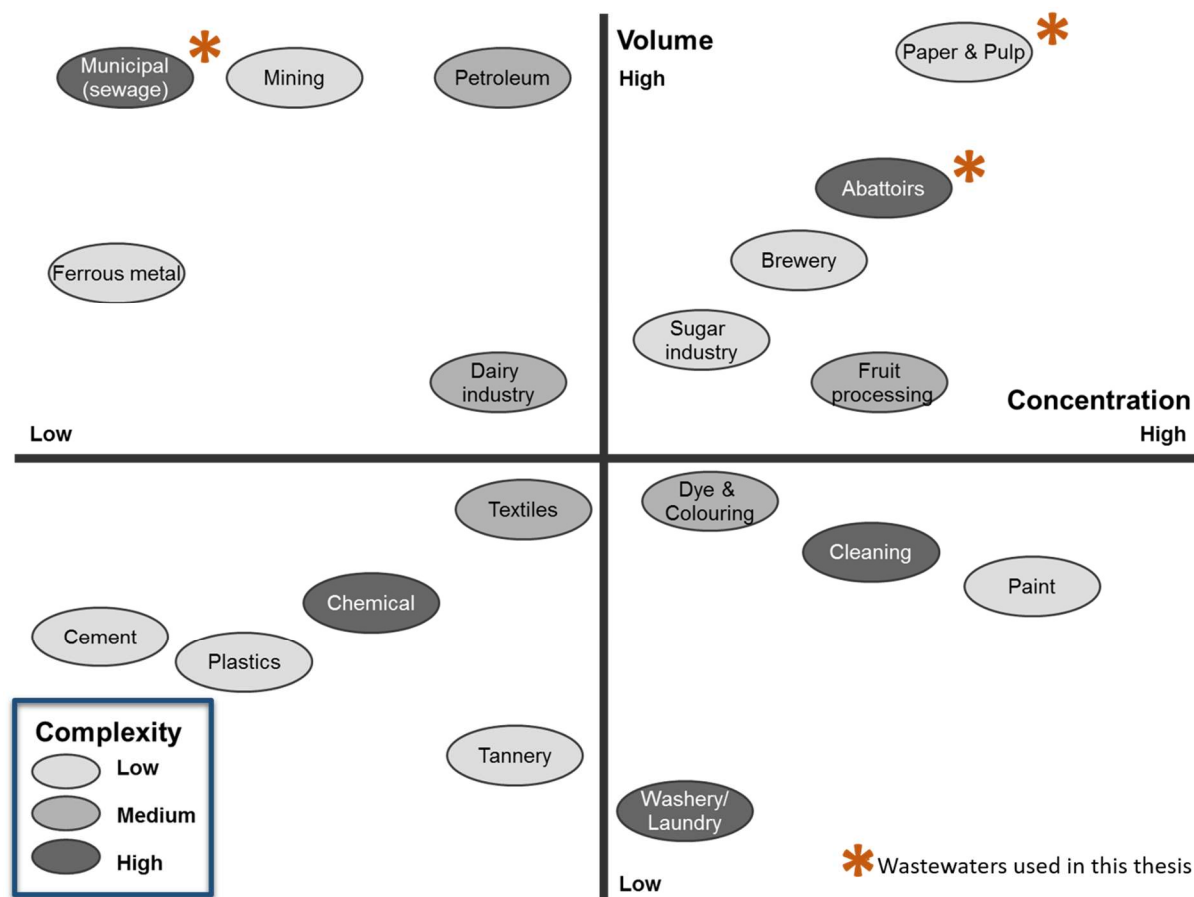 Municipal
(sewage)
*
Mining
Petroleum
Volume
High
Paper & Pulp
*
Abattoirs
*
Ferrous metal
Brewery
Sugar
industry
Dairy
industry
Fruit
processing
Concentration
Low
High
Textiles
Dye &
Colouring
Cleaning
Paint
Chemical
Cement
Plastics
Tannery
Washery/
Laundry
Complexity
Low
Medium
High
Low
* Wastewaters used in this thesis